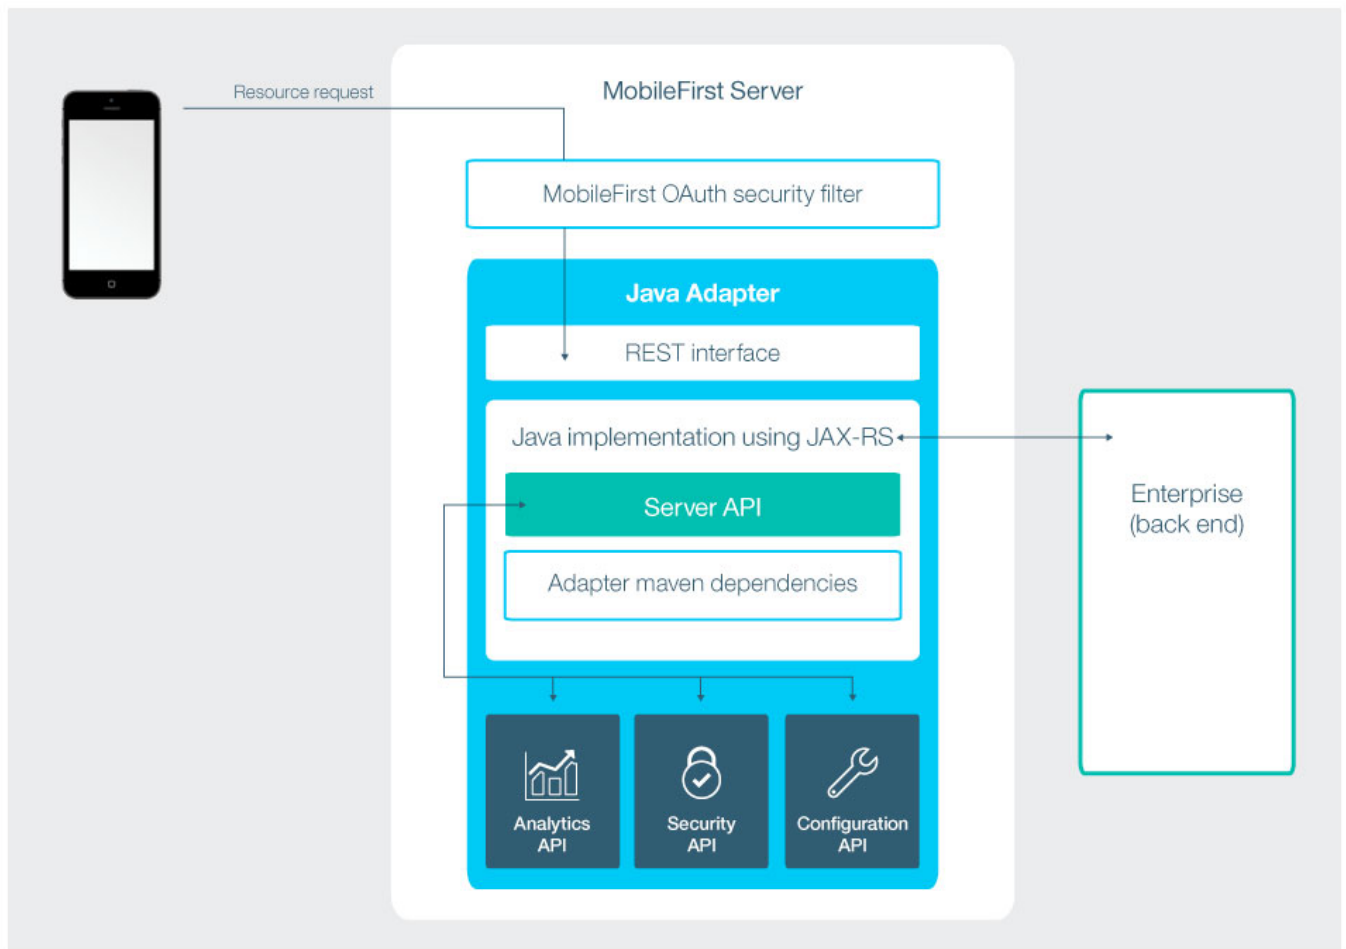 Resource request
MobileFirst Server
MobileFirst OAuth security filter
Java Adapter
REST interface
Java implementation using JAX-RS
Server API
Adapter maven dependencies
Enterprise
(back end)
Analytics
API
Security
API
Configuration
API